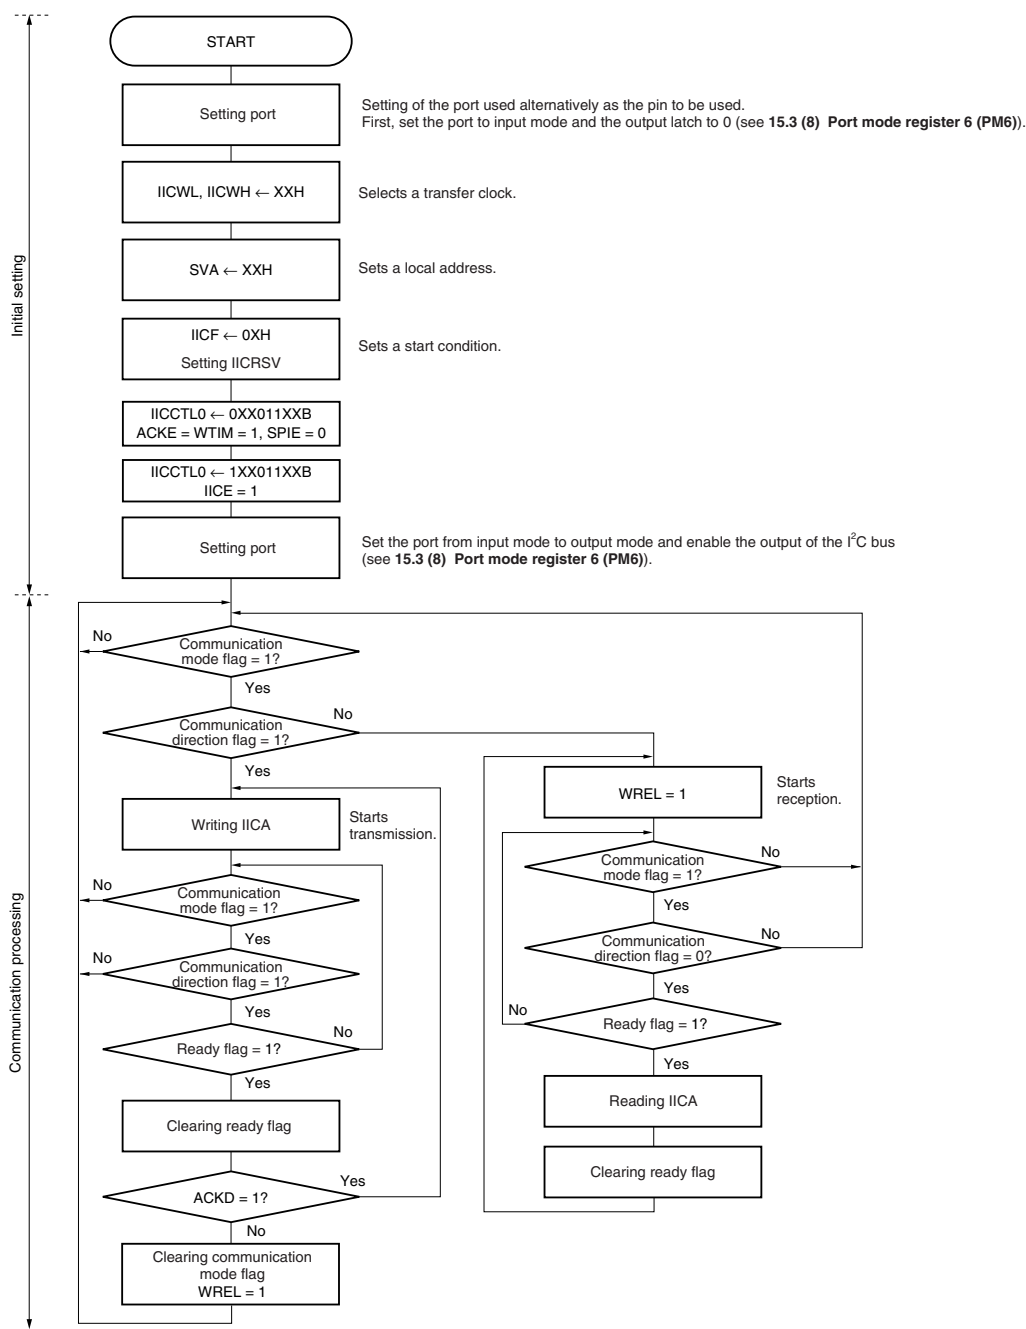 START
Setting port
Setting of the port used alternatively as the pin to be used.
First, set the port to input mode and the output latch to 0 (see 15.3 (8) Port mode register 6 (PM6)).
IICWL, IICWH ← XXH
Selects a transfer clock.
SVA ← XXH
Sets a local address.
IICF ← 0XH
Setting IICRSV
Sets a start condition.
IICCTL0 ← 0XX011XXB
ACKE = WTIM = 1, SPIE = 0
IICCTL0 ← 1XX011XXB
IICE = 1
Setting port
Set the port from input mode to output mode and enable the output of the I²C bus
(see 15.3 (8) Port mode register 6 (PM6)).
Initial setting
Communication processing
No
Communication
mode flag = 1?
Yes
Communication
direction flag = 1?
No
Yes
Writing IICA
Starts
transmission.
No
Communication
mode flag = 1?
Yes
No
Communication
direction flag = 1?
Yes
Ready flag = 1?
No
Yes
Clearing ready flag
ACKD = 1?
Yes
No
Clearing communication
mode flag
WREL = 1
WREL = 1
Starts
reception.
Communication
mode flag = 1?
No
Yes
Communication
direction flag = 0?
No
Yes
No
Ready flag = 1?
Yes
Reading IICA
Clearing ready flag